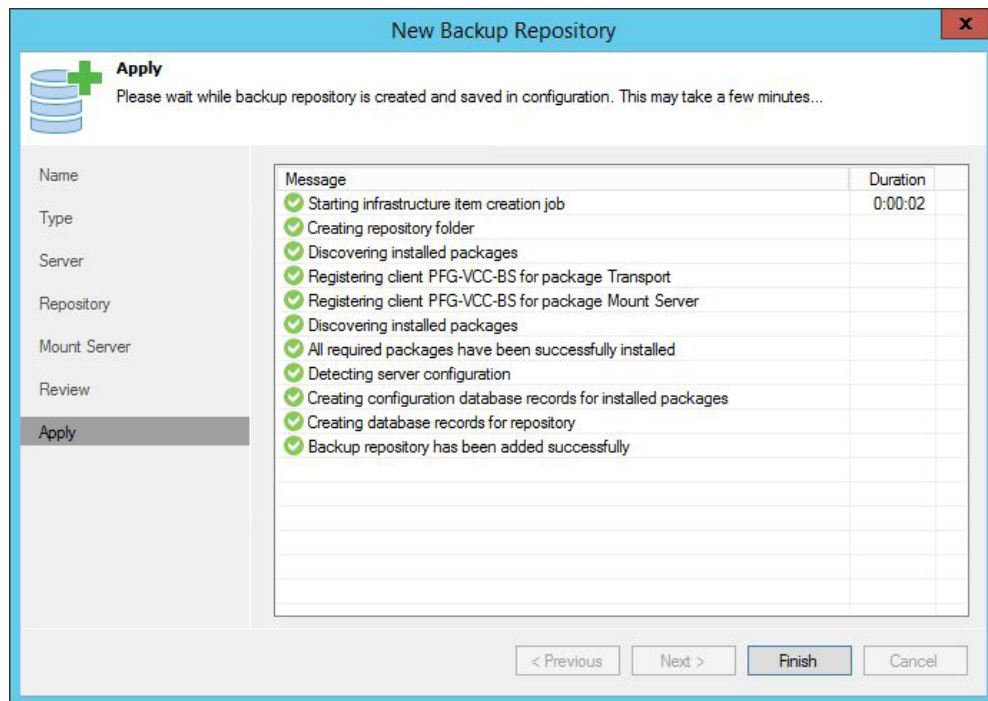 New Backup Repository
x
Apply
Please wait while backup repository is created and saved in configuration. This may take a few minutes...
Name
Type
Server
Repository
Mount Server
Review
Apply
Message Duration
Starting infrastructure item creation job 0:00:02
Creating repository folder
Discovering installed packages
Registering client PFG-VCC-BS for package Transport
Registering client PFG-VCC-BS for package Mount Server
Discovering installed packages
All required packages have been successfully installed
Detecting server configuration
Creating configuration database records for installed packages
Creating database records for repository
Backup repository has been added successfully
< Previous Next > Finish Cancel